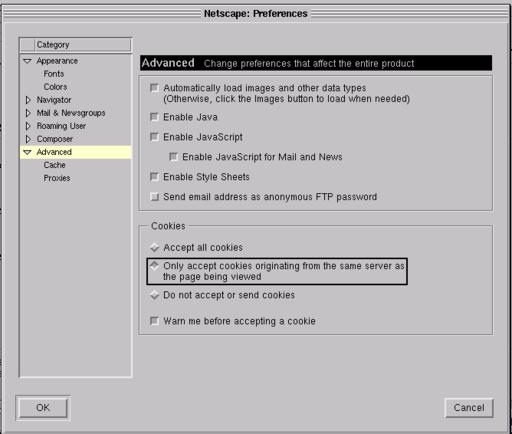 Netscape: Preferences
Category
Appearance
Fonts
Colors
Navigator
Mail & Newsgroups
Roaming User
Composer
Advanced
Cache
Proxies
Advanced Change preferences that affect the entire product
Automatically load images and other data types
(Otherwise, click the Images button to load when needed)
Enable Java
Enable JavaScript
Enable JavaScript for Mail and News
Enable Style Sheets
Send email address as anonymous FTP password
Cookies
Accept all cookies
Only accept cookies originating from the same server as
the page being viewed
Do not accept or send cookies
Warn me before accepting a cookie
OK
Cancel